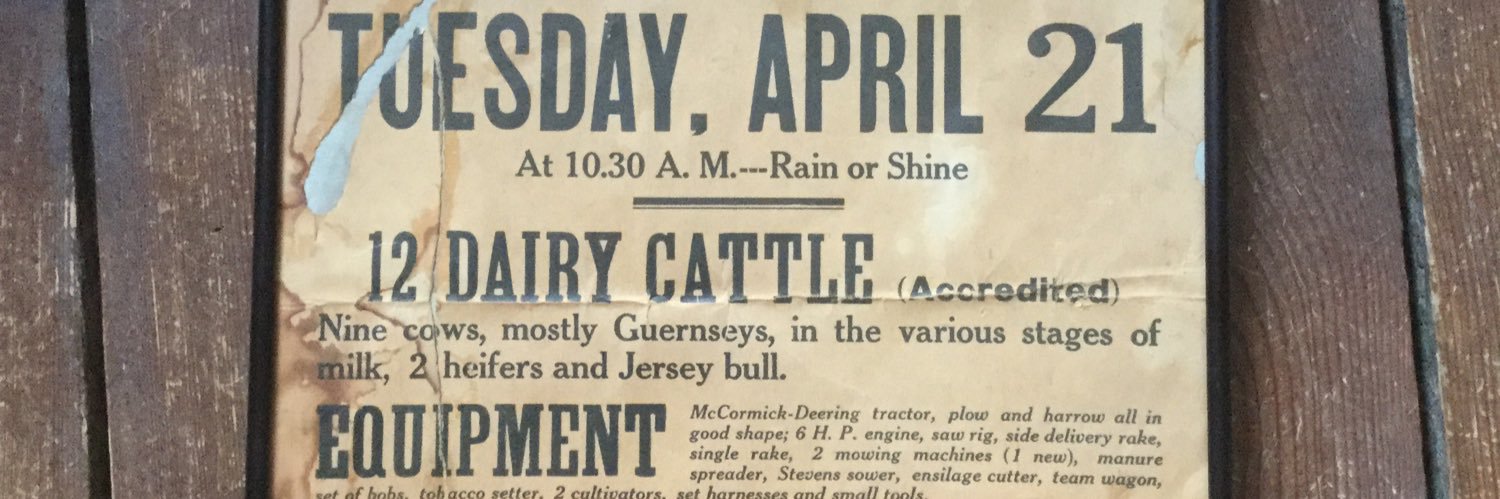 TUESDAY, APRIL 21
At 10.30 A. M.---Rain or Shine
12 DAIRY CATTLE (Accredited)
Nine cows, mostly Guernseys, in the various stages of
milk, 2 heifers and Jersey bull.
EQUIPMENT
McCormick-Deering tractor, plow and harrow all in
good shape; 6 H. P. engine, saw rig, side delivery rake,
single rake, 2 mowing machines (1 new), manure
spreader, Stevens sower, ensilage cutter, team wagon,
set of bobs, tobacco setter, 2 cultivators, set harnesses and small tools.